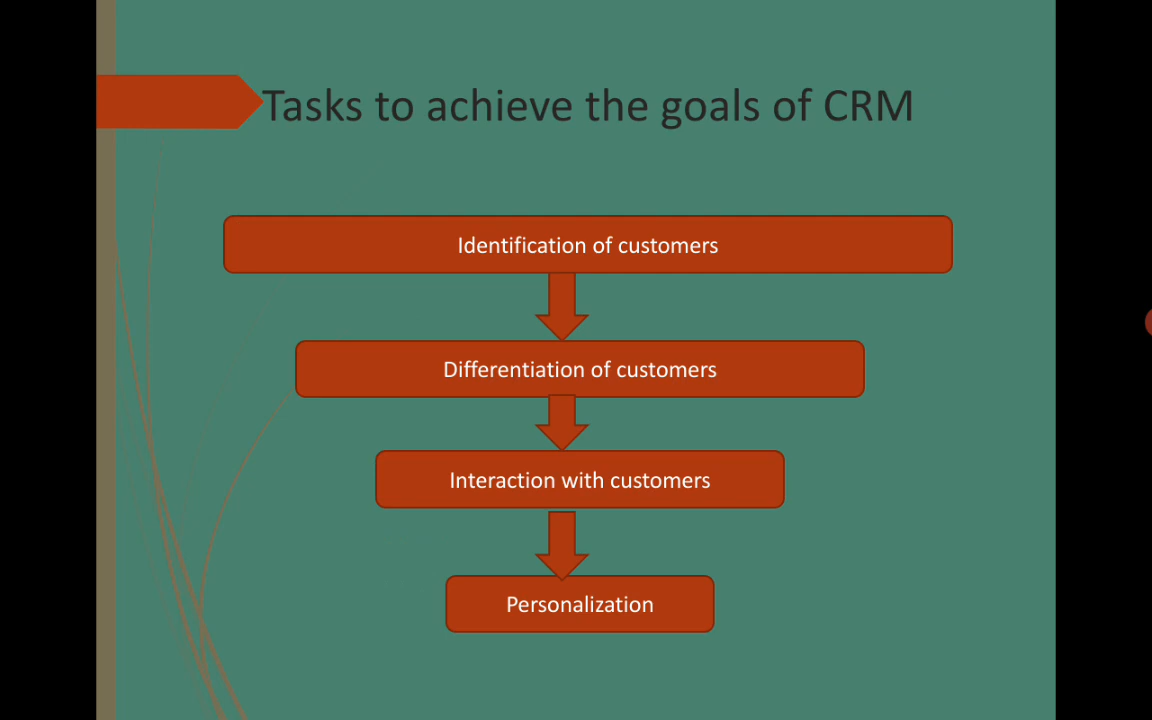 Tasks to achieve the goals of CRM
Identification of customers
Differentiation of customers
Interaction with customers
Personalization